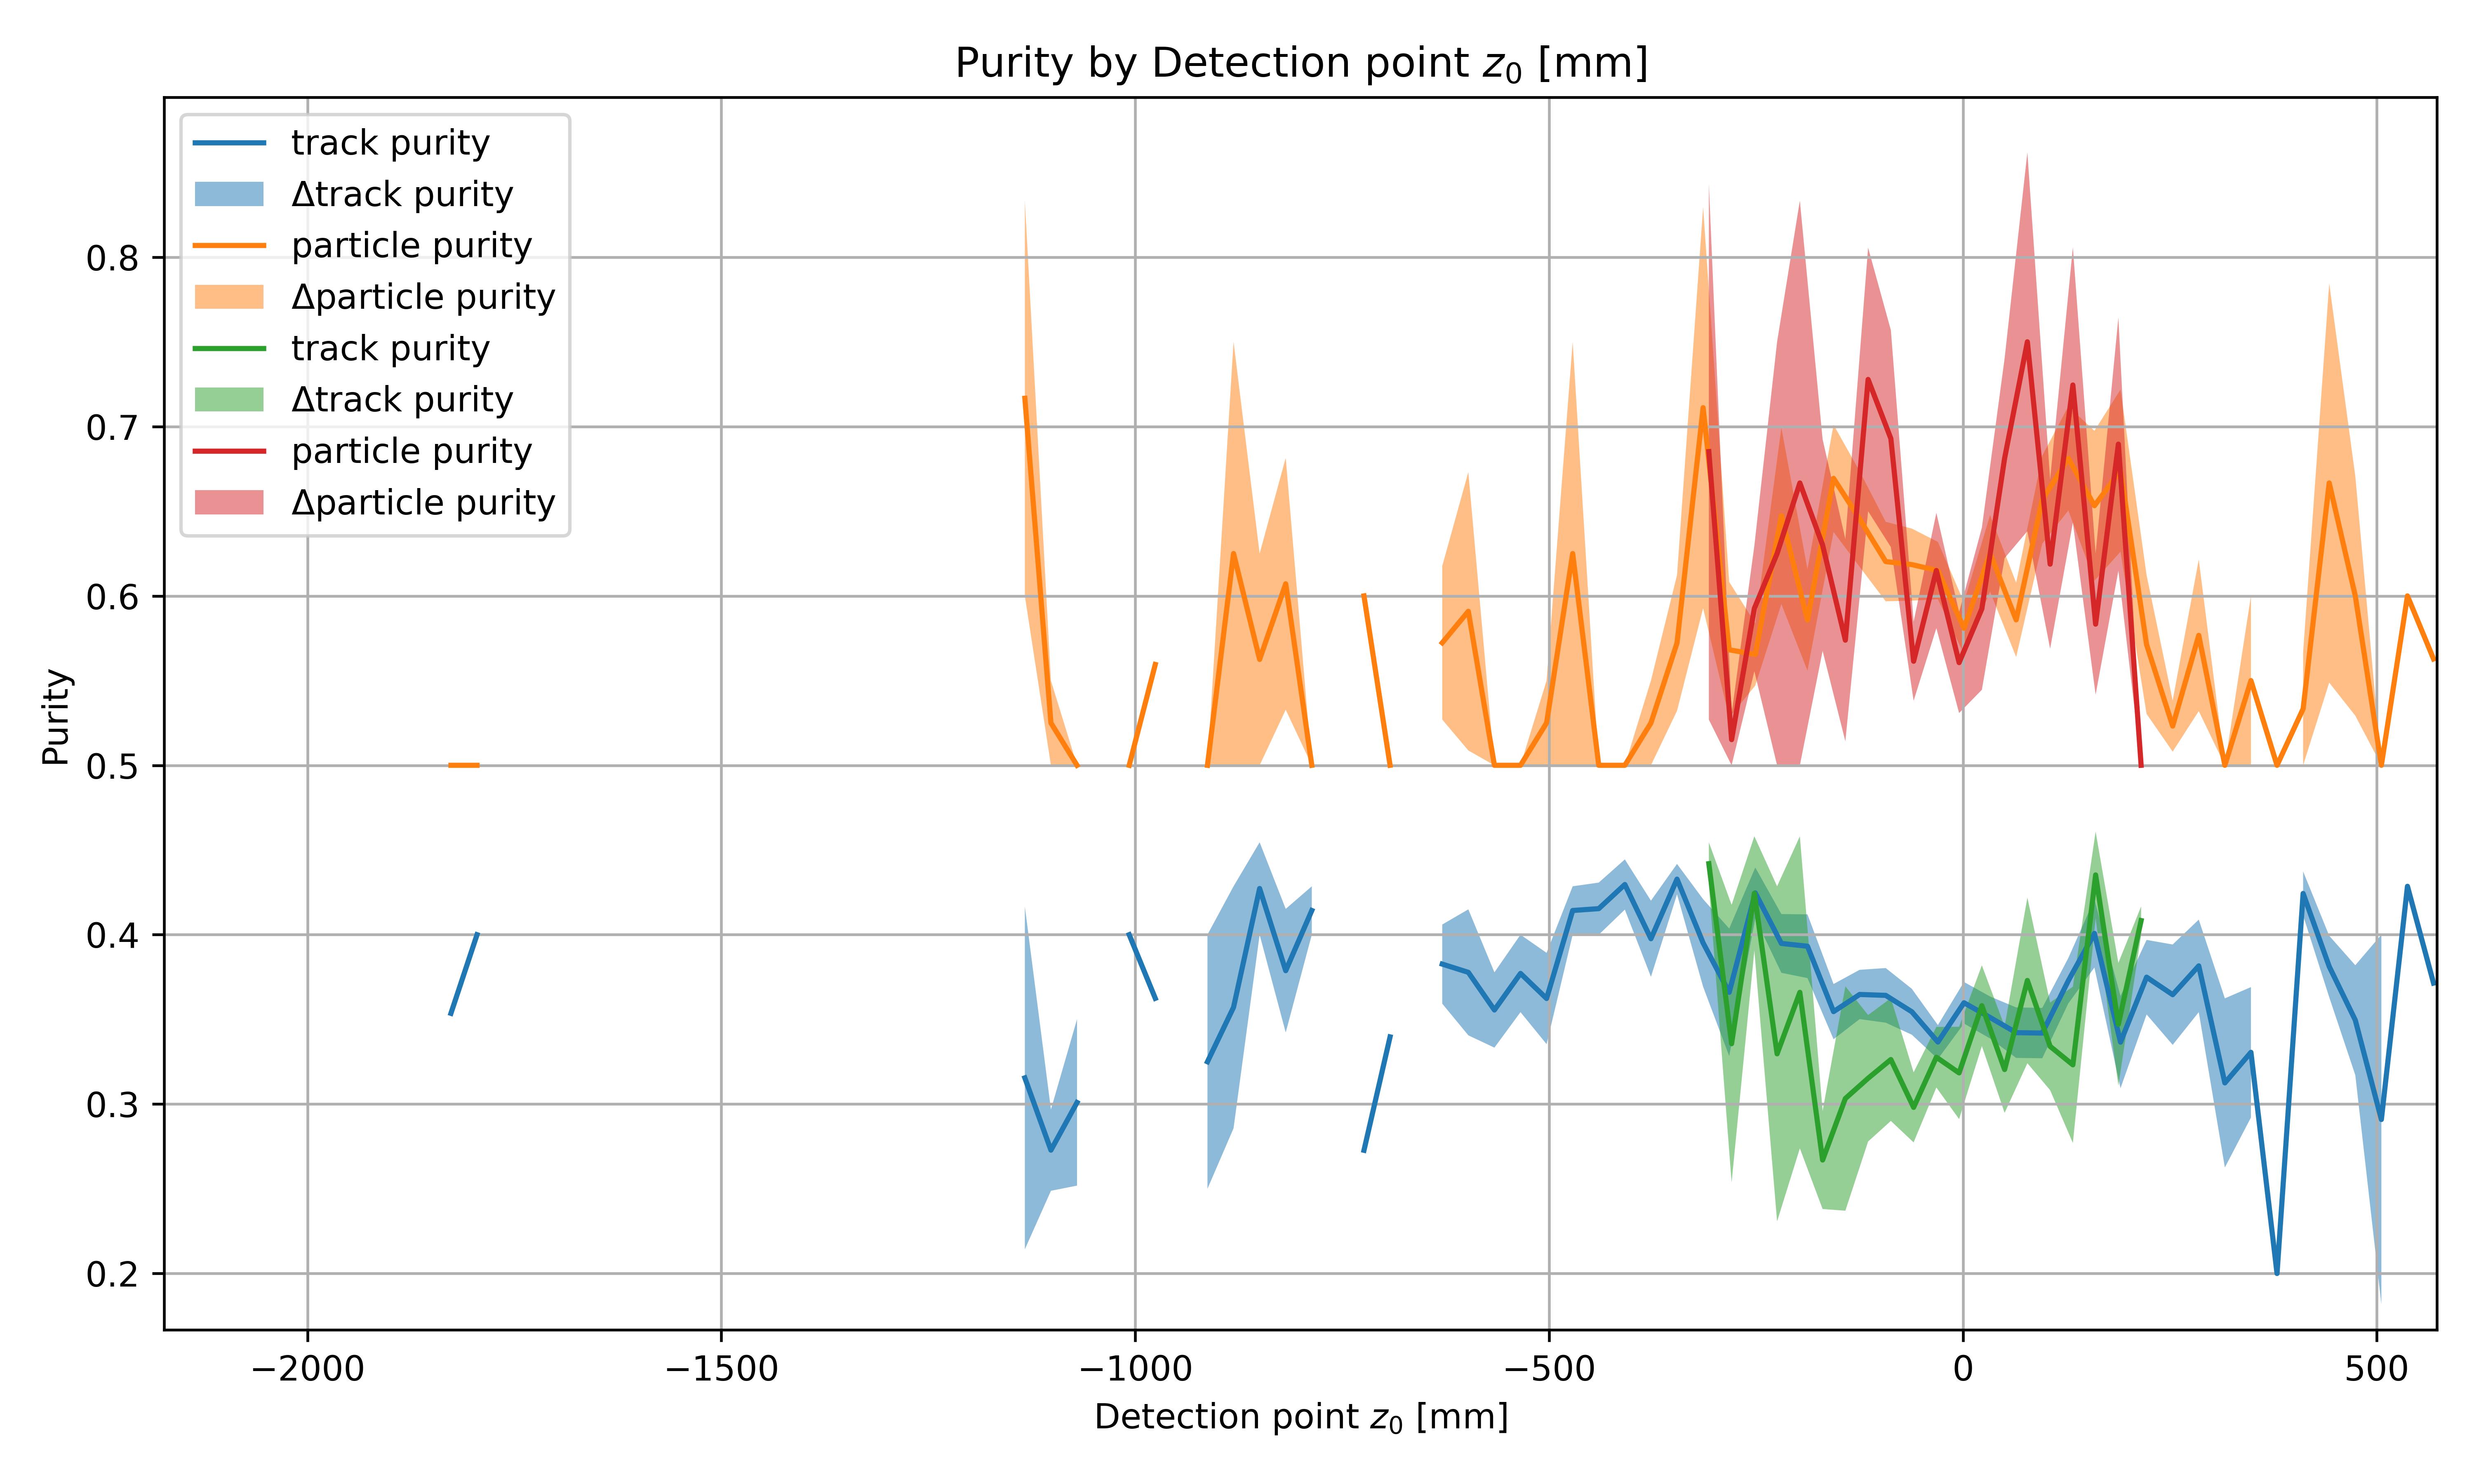 Purity by Detection point z₀ [mm]
track purity
Δtrack purity
particle purity
Δparticle purity
track purity
Δtrack purity
particle purity
Δparticle purity
Purity
0.8
0.7
0.6
0.5
0.4
0.3
0.2
−2000 −1500 −1000 −500 0 500
Detection point z₀ [mm]